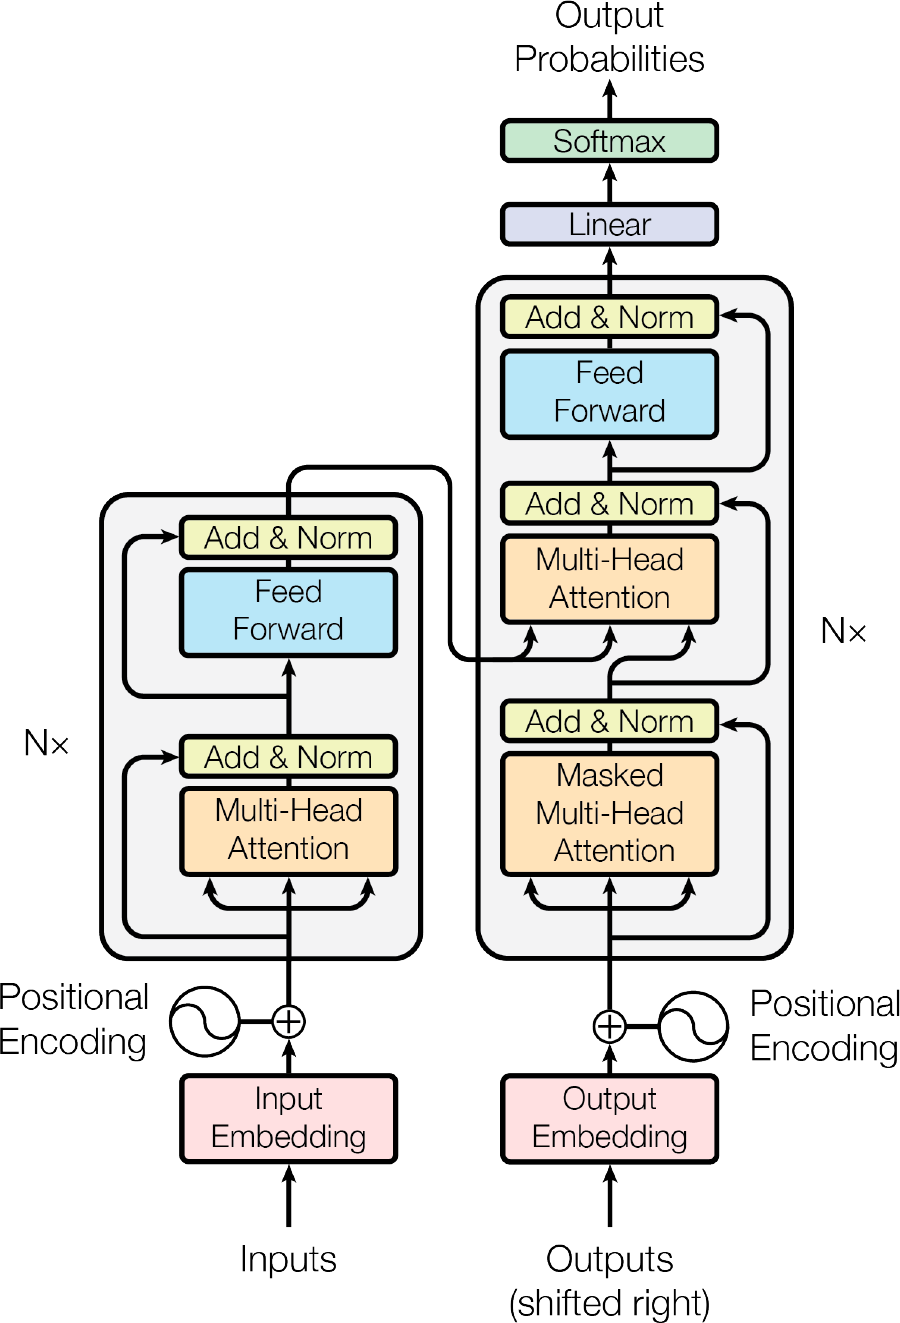 Output
Probabilities
Softmax
Linear
Add & Norm
Feed
Forward
Add & Norm
Multi-Head
Attention
Add & Norm
Masked
Multi-Head
Attention
N×
Add & Norm
Feed
Forward
Add & Norm
Multi-Head
Attention
N×
Positional
Encoding
Positional
Encoding
Input
Embedding
Output
Embedding
Inputs
Outputs
(shifted right)